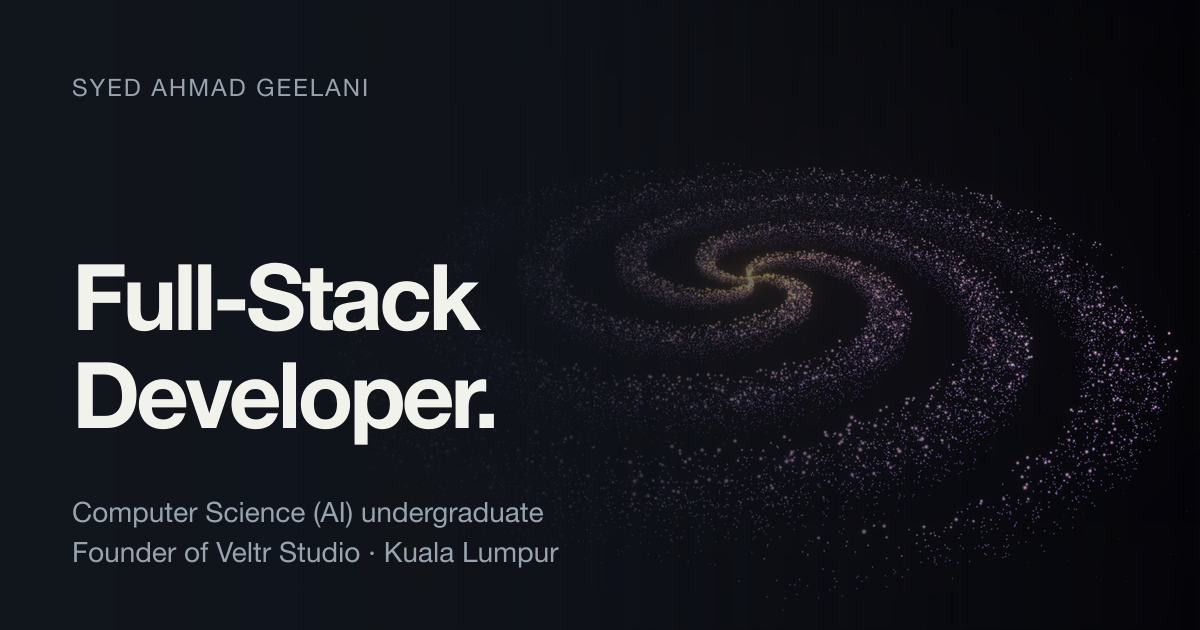 SYED AHMAD GEELANI
Full-Stack
Developer.
Computer Science (AI) undergraduate
Founder of Veltr Studio · Kuala Lumpur